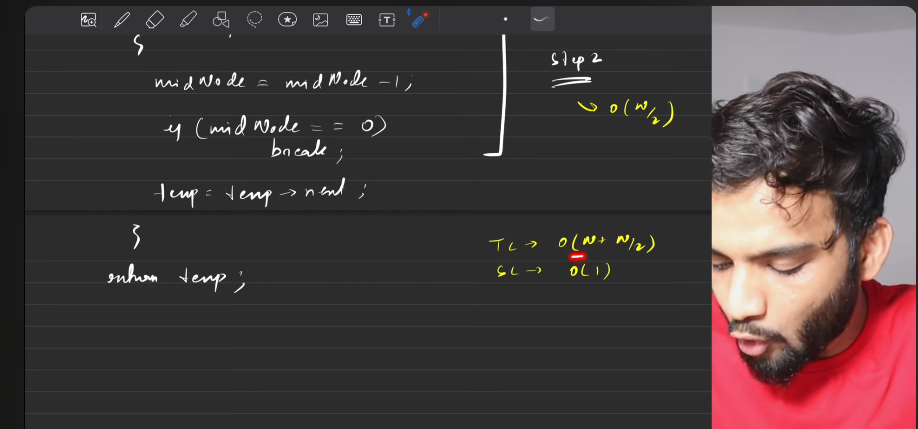 }
midNode = midNode - 1;
if (midNode == 0)
break;
temp = temp → next;
}
return temp;
Step 2
↘ O(N/2)
TC → O(N + N/2)
SC → O(1)